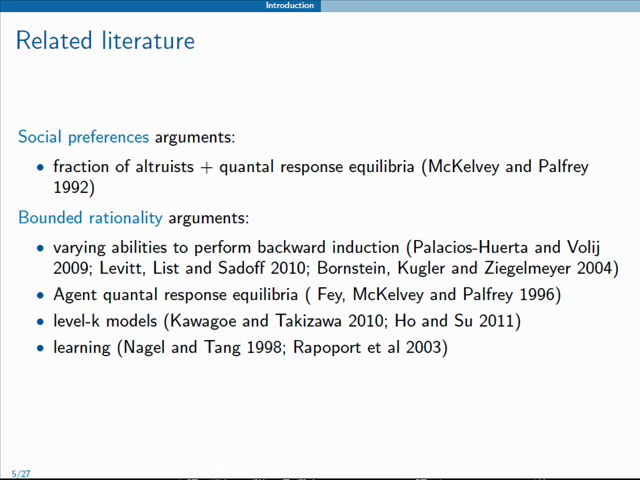 Introduction
Related literature
Social preferences arguments:
• fraction of altruists + quantal response equilibria (McKelvey and Palfrey
1992)
Bounded rationality arguments:
• varying abilities to perform backward induction (Palacios-Huerta and Volij
2009; Levitt, List and Sadoff 2010; Bornstein, Kugler and Ziegelmeyer 2004)
• Agent quantal response equilibria ( Fey, McKelvey and Palfrey 1996)
• level-k models (Kawagoe and Takizawa 2010; Ho and Su 2011)
• learning (Nagel and Tang 1998; Rapoport et al 2003)
5/27